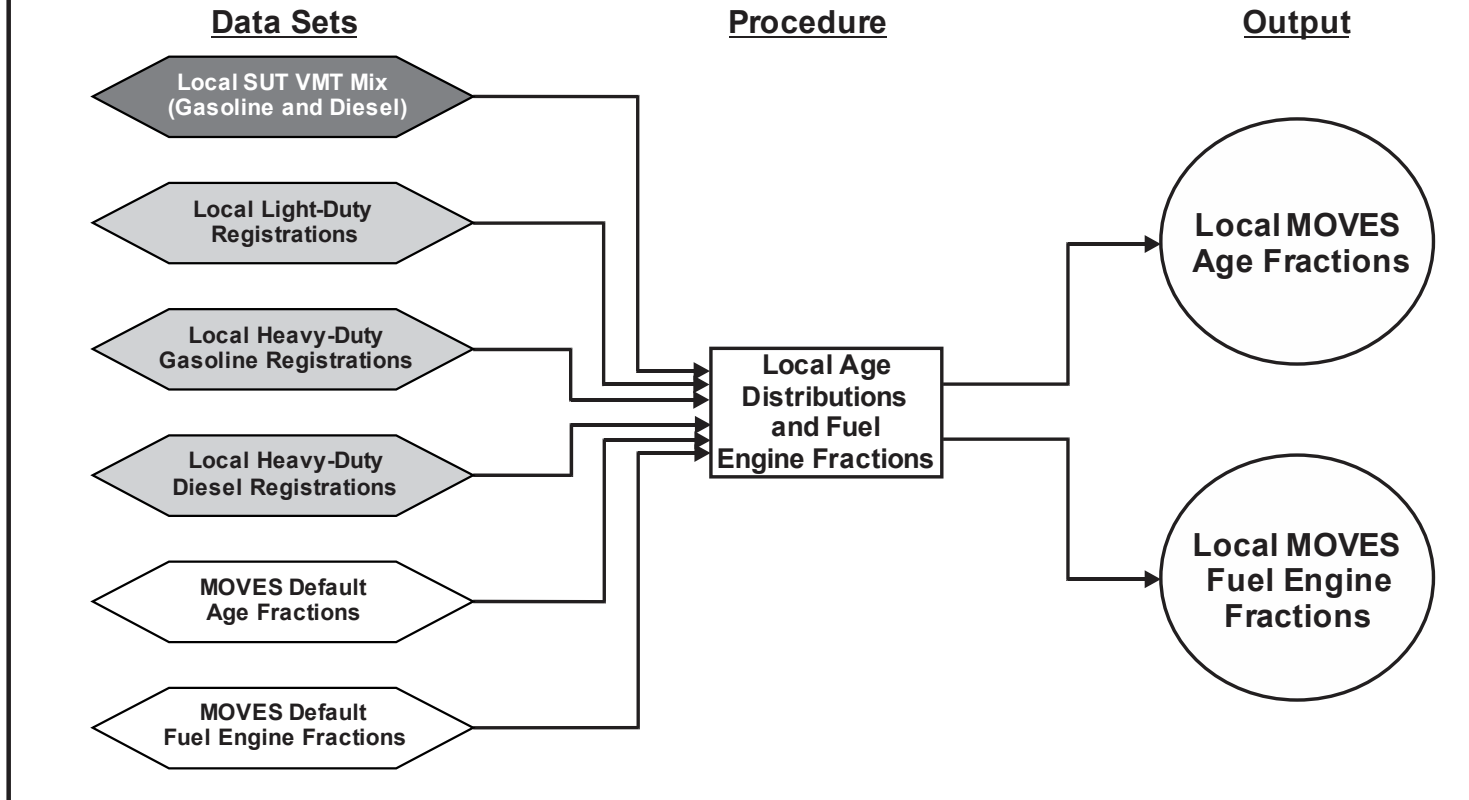 Data Sets
Procedure
Output
Local SUT VMT Mix
(Gasoline and Diesel)
Local Light-Duty
Registrations
Local Heavy-Duty
Gasoline Registrations
Local Heavy-Duty
Diesel Registrations
MOVES Default
Age Fractions
MOVES Default
Fuel Engine Fractions
Local Age
Distributions
and Fuel
Engine Fractions
Local MOVES
Age Fractions
Local MOVES
Fuel Engine
Fractions